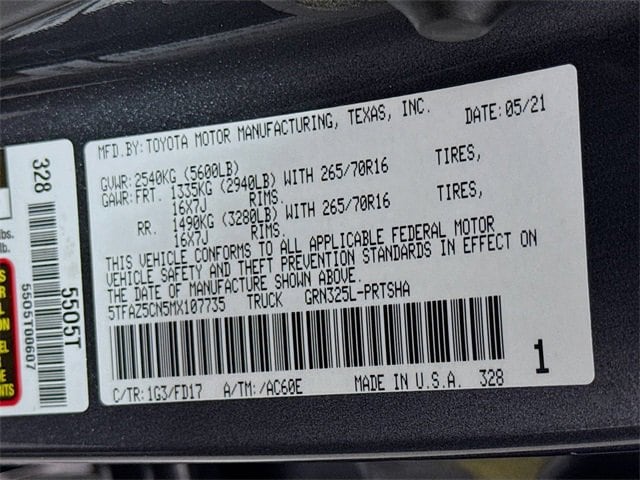 MFD.BY:TOYOTA MOTOR MANUFACTURING, TEXAS, INC. DATE:05/21
GVWR:2540KG (5600LB)
GAWR:FRT. 1335KG (2940LB) WITH 265/70R16 TIRES,
16X7J RIMS.
RR. 1490KG (3280LB) WITH 265/70R16 TIRES,
16X7J RIMS.
THIS VEHICLE CONFORMS TO ALL APPLICABLE FEDERAL MOTOR
VEHICLE SAFETY AND THEFT PREVENTION STANDARDS IN EFFECT ON
THE DATE OF MANUFACTURE SHOWN ABOVE.
5TFAZ5CN5MX107735 TRUCK GRN325L-PRTSHA
C/TR:1G3/FD17 A/TM:/AC60E MADE IN U.S.A. 328
1
328
5505T
5505T00607
lbs.
lb.